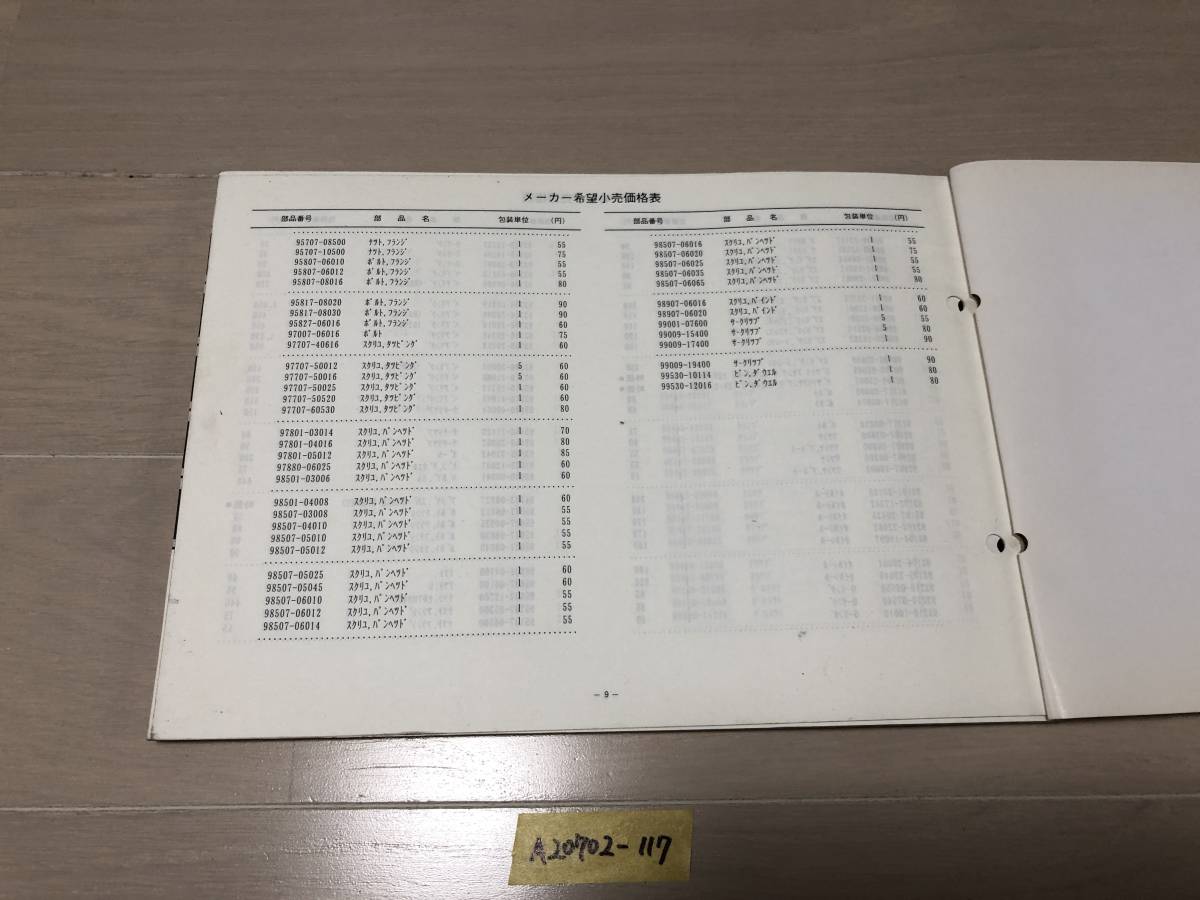 メーカー希望小売価格表
部品番号 部品名 包装単位 (円)
95707-08500 ナツト,フランジ 1 55
95707-10500 ナツト,フランジ 1 75
95807-06010 ボルト,フランジ 1 55
95807-06012 ボルト,フランジ 1 55
95807-08016 ボルト,フランジ 1 80
95817-08020 ボルト,フランジ 1 90
95817-08030 ボルト,フランジ 1 90
95827-06016 ボルト,フランジ 1 60
97007-06016 ボルト 1 75
97707-40616 スクリユ,タツピング 1 60
97707-50012 スクリユ,タツピング 5 60
97707-50016 スクリユ,タツピング 5 60
97707-50025 スクリユ,タツピング 1 60
97707-50520 スクリユ,タツピング 1 60
97707-60530 スクリユ,タツピング 1 80
97801-03014 スクリユ,パンヘツド 1 70
97801-04016 スクリユ,パンヘツド 1 80
97801-05012 スクリユ,パンヘツド 1 85
97880-06025 スクリユ,パンヘツド 1 60
98501-03006 スクリユ,パンヘツド 1 60
98501-04008 スクリユ,パンヘツド 1 60
98507-03008 スクリユ,パンヘツド 1 55
98507-04010 スクリユ,パンヘツド 1 55
98507-05010 スクリユ,パンヘツド 1 55
98507-05012 スクリユ,パンヘツド 1 55
98507-05025 スクリユ,パンヘツド 1 60
98507-05045 スクリユ,パンヘツド 1 60
98507-06010 スクリユ,パンヘツド 1 55
98507-06012 スクリユ,パンヘツド 1 55
98507-06014 スクリユ,パンヘツド 1 55
部品番号 部品名 包装単位 (円)
98507-06016 スクリユ,パンヘツド 1 55
98507-06020 スクリユ,パンヘツド 1 75
98507-06025 スクリユ,パンヘツド 1 55
98507-06035 スクリユ,パンヘツド 1 55
98507-06065 スクリユ,パンヘツド 1 80
98907-06016 スクリユ,バインド 1 60
98907-06020 スクリユ,バインド 1 60
99001-07600 サークリツプ 5 55
99009-15400 サークリツプ 5 80
99009-17400 サークリツプ 1 90
99009-19400 サークリツプ 1 90
99530-10114 ピン,ダウエル 1 80
99530-12016 ピン,ダウエル 1 80
- 9 -
A20702-117